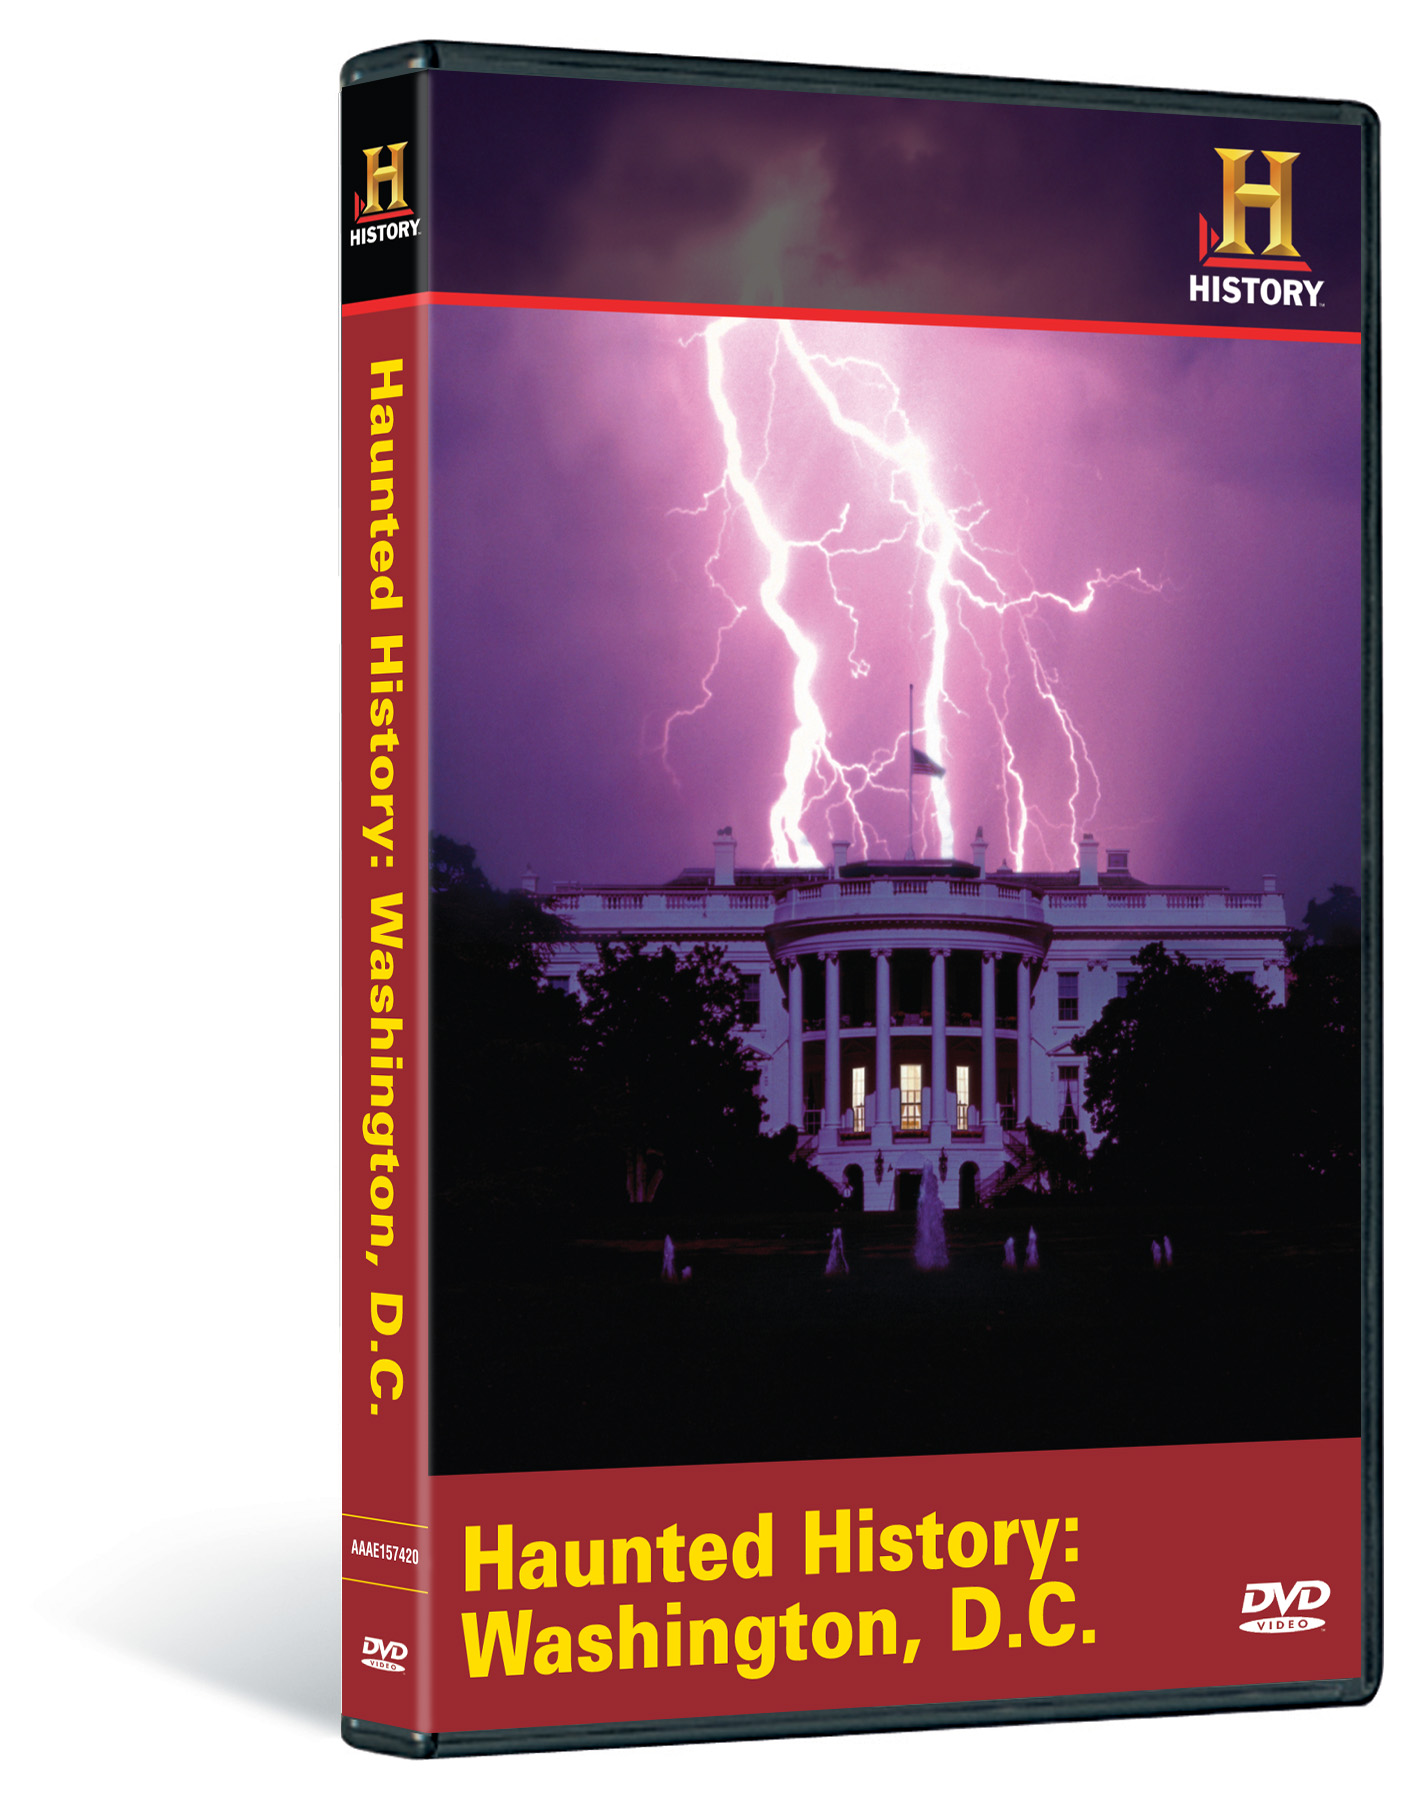 H
HISTORY
Haunted History: Washington, D.C.
AAAE157420
DVD
VIDEO
H
HISTORY
Haunted History:
Washington, D.C.
DVD
VIDEO